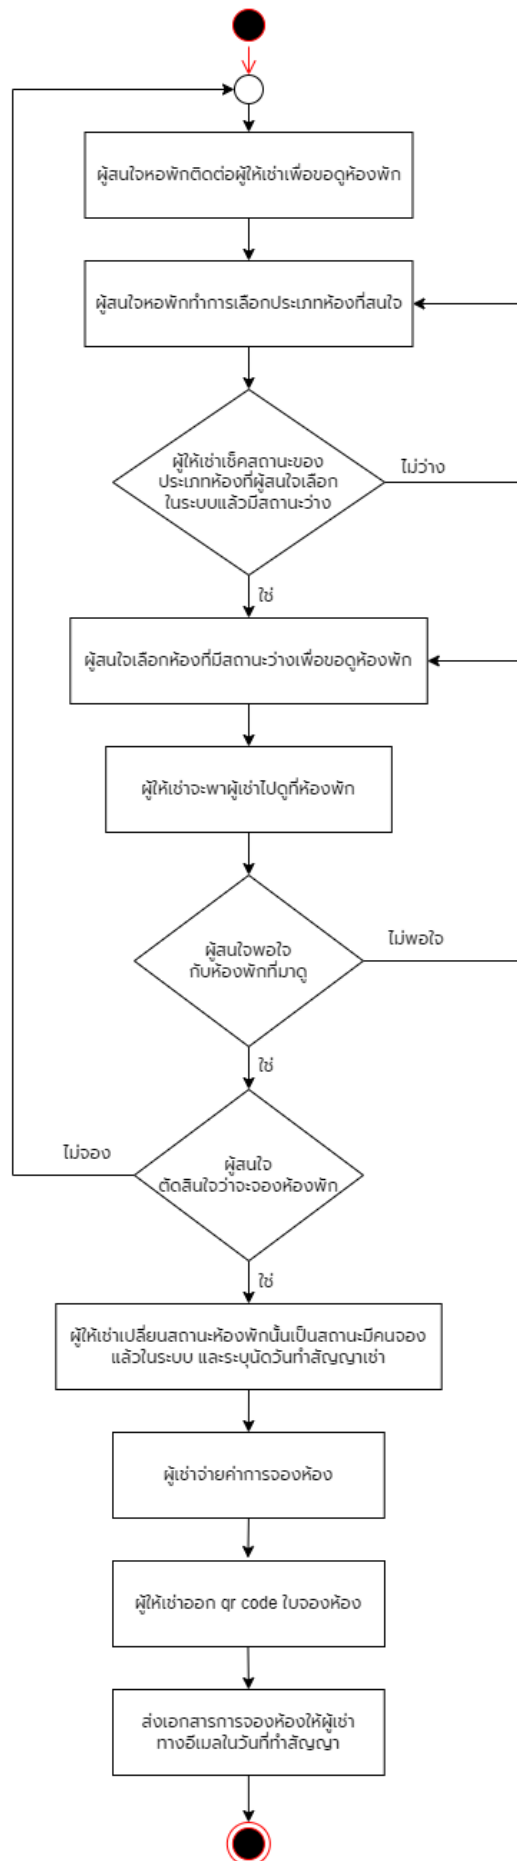 ผู้สนใจหอพักติดต่อผู้ให้เช่าเพื่อขอดูห้องพัก
ผู้สนใจหอพักทำการเลือกประเภทห้องที่สนใจ
ผู้ให้เช่าเช็คสถานะของ
ประเภทห้องที่ผู้สนใจเลือก
ในระบบแล้วมีสถานะว่าง
ไม่ว่าง
ใช่
ผู้สนใจเลือกห้องที่มีสถานะว่างเพื่อขอดูห้องพัก
ผู้ให้เช่าจะพาผู้เช่าไปดูที่ห้องพัก
ผู้สนใจพอใจ
กับห้องพักที่มาดู
ไม่พอใจ
ใช่
ไม่จอง
ผู้สนใจ
ตัดสินใจว่าจะจองห้องพัก
ใช่
ผู้ให้เช่าเปลี่ยนสถานะห้องพักนั้นเป็นสถานะมีคนจอง
แล้วในระบบ และระบุนัดวันทำสัญญาเช่า
ผู้เช่าจ่ายค่าการจองห้อง
ผู้ให้เช่าออก qr code ใบจองห้อง
ส่งเอกสารการจองห้องให้ผู้เช่า
ทางอีเมลในวันที่ทำสัญญา